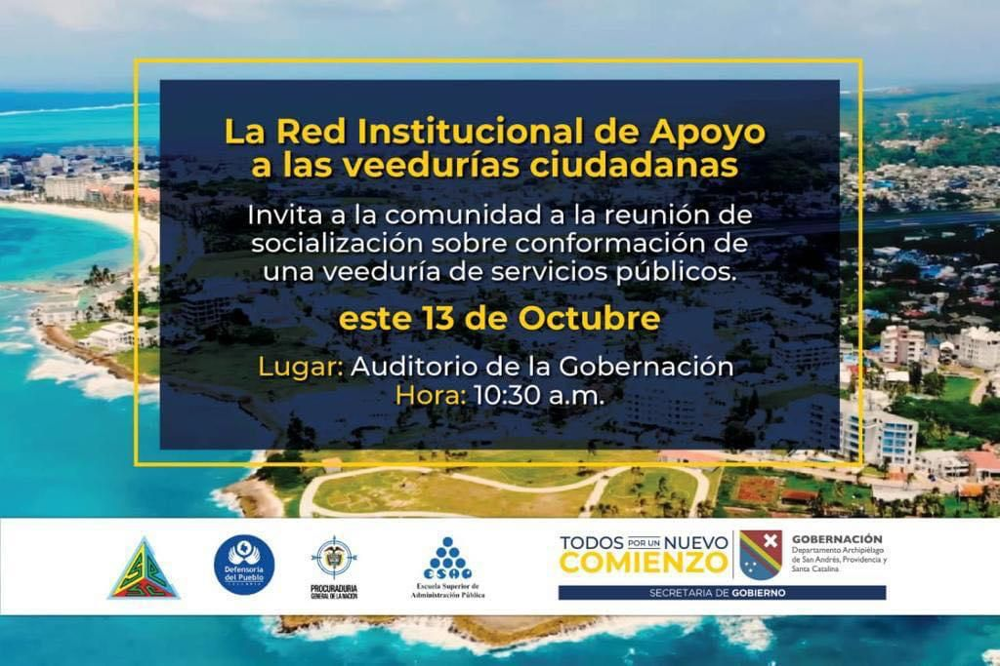 La Red Institucional de Apoyo
a las veedurías ciudadanas
Invita a la comunidad a la reunión de
socialización sobre conformación de
una veeduría de servicios públicos.
este 13 de Octubre
Lugar: Auditorio de la Gobernación
Hora: 10:30 a.m.
Defensoría
del Pueblo
COLOMBIA
PROCURADURIA
GENERAL DE LA NACION
ESAP
Escuela Superior de
Administración Pública
TODOS POR UN NUEVO
COMIENZO
GOBERNACIÓN
Departamento Archipiélago
de San Andrés, Providencia y
Santa Catalina
SECRETARIA DE GOBIERNO